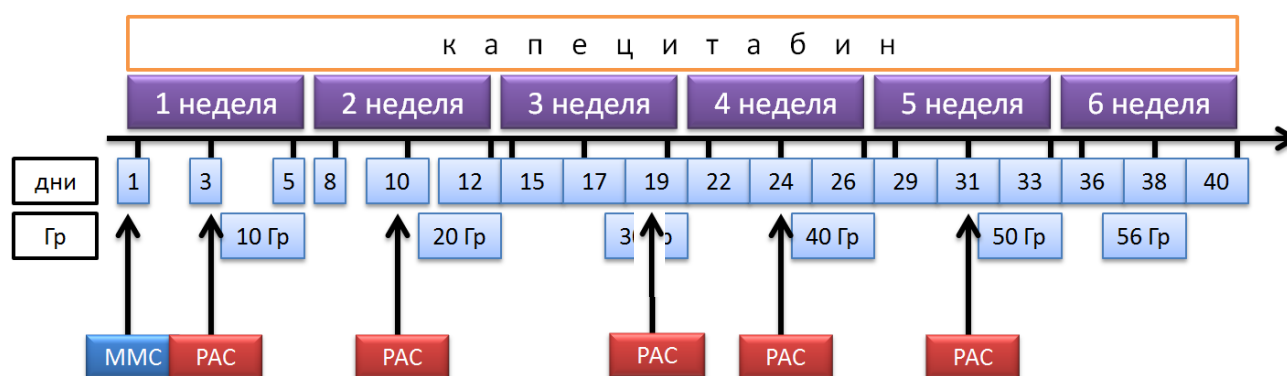 капецитабин
1 неделя 2 неделя 3 неделя 4 неделя 5 неделя 6 неделя
дни 1 3 5 8 10 12 15 17 19 22 24 26 29 31 33 36 38 40
Гр 10 Гр 20 Гр 40 Гр 50 Гр 56 Гр
ММС РАС РАС РАС РАС РАС